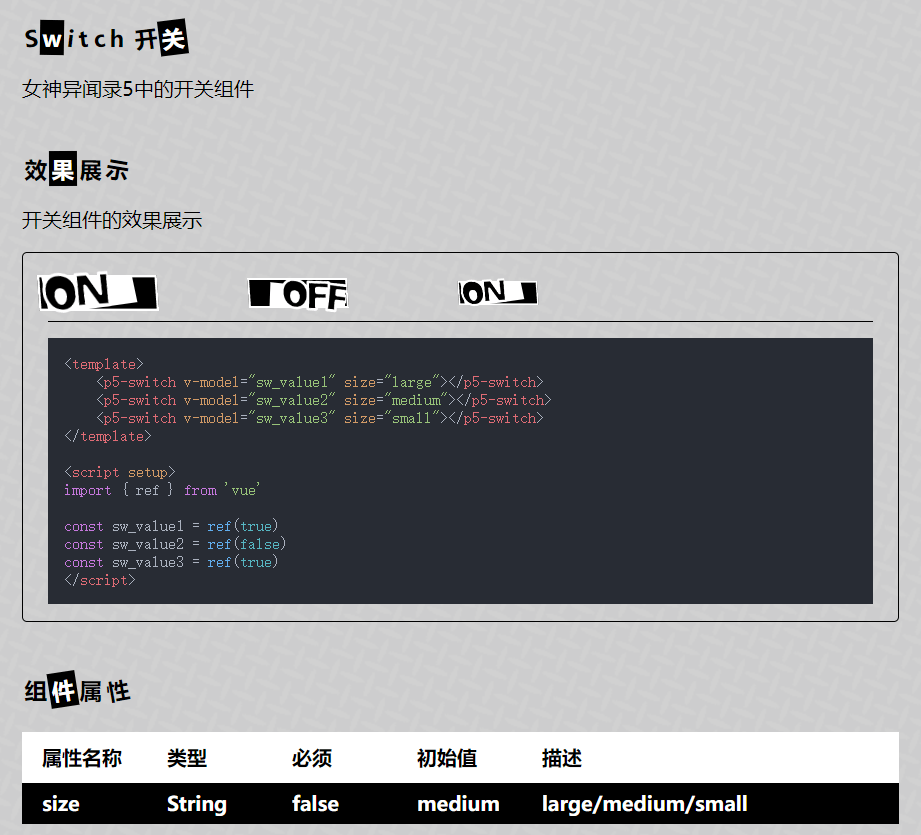 Switch 开关
女神异闻录5中的开关组件
效果展示
开关组件的效果展示
ON OFF ON
<template>
    <p5-switch v-model="sw_value1" size="large"></p5-switch>
    <p5-switch v-model="sw_value2" size="medium"></p5-switch>
    <p5-switch v-model="sw_value3" size="small"></p5-switch>
</template>
<script setup>
import { ref } from 'vue'
const sw_value1 = ref(true)
const sw_value2 = ref(false)
const sw_value3 = ref(true)
</script>
组件属性
属性名称 类型 必须 初始值 描述
size String false medium large/medium/small